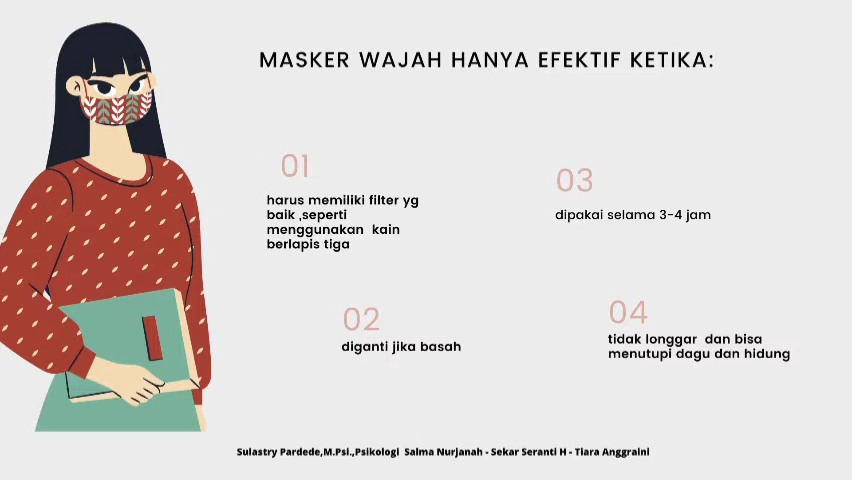 MASKER WAJAH HANYA EFEKTIF KETIKA:
01
harus memiliki filter yg
baik ,seperti
menggunakan kain
berlapis tiga
02
diganti jika basah
03
dipakai selama 3-4 jam
04
tidak longgar dan bisa
menutupi dagu dan hidung
Sulastry Pardede,M.Psi.,Psikologi Salma Nurjanah - Sekar Seranti H - Tiara Anggraini